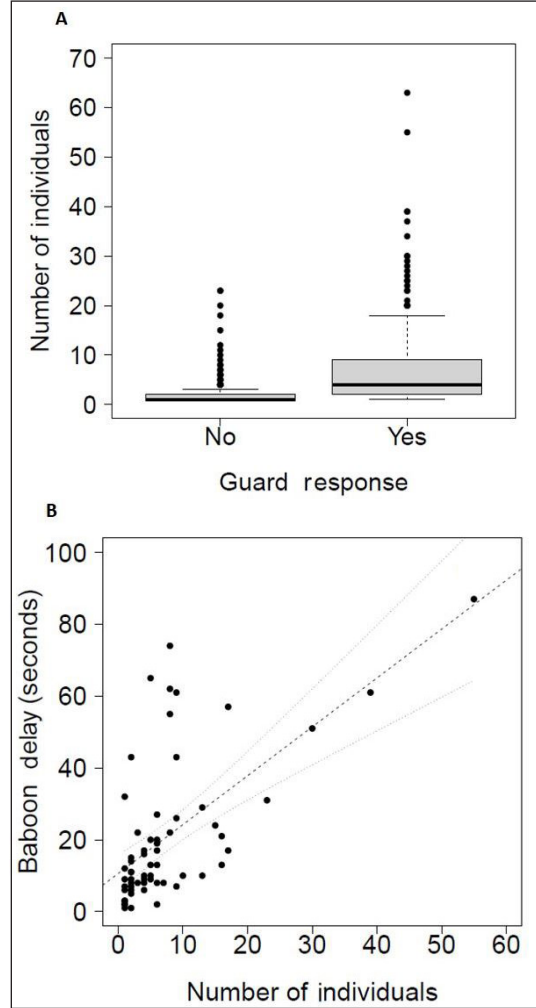 A
Number of individuals
70
60
50
40
30
20
10
0
No Yes
Guard response
B
Baboon delay (seconds)
100
80
60
40
20
0
0 10 20 30 40 50 60
Number of individuals